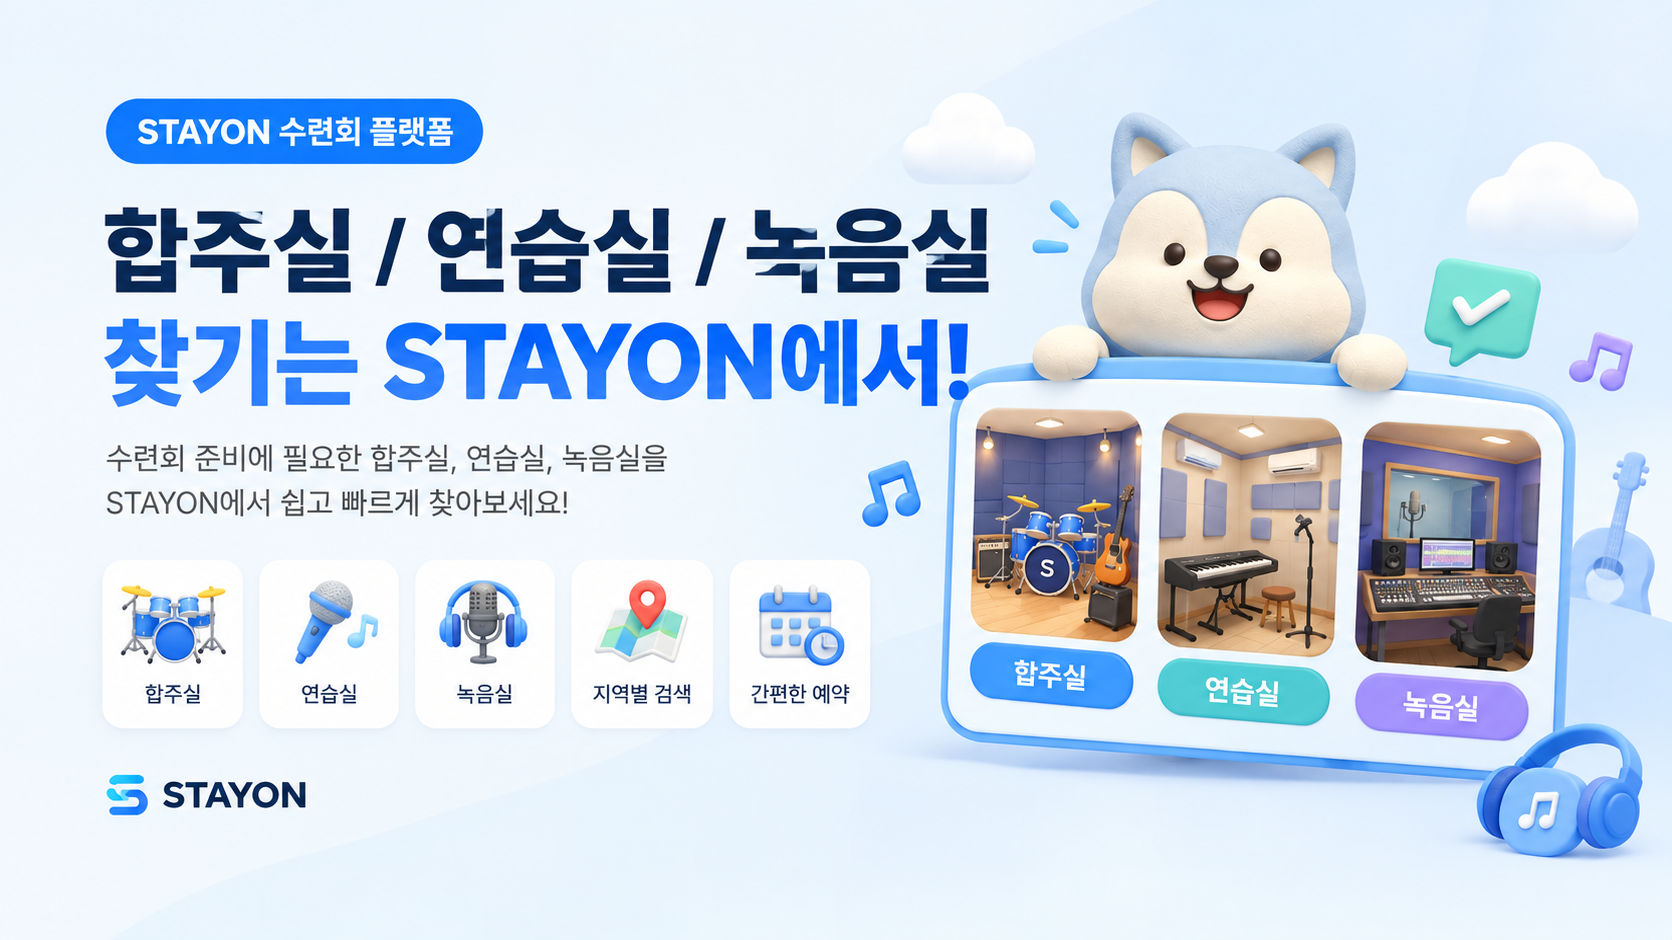 STAYON 수련회 플랫폼
합주실 / 연습실 / 녹음실
찾기는 STAYON에서!
수련회 준비에 필요한 합주실, 연습실, 녹음실을
STAYON에서 쉽고 빠르게 찾아보세요!
합주실
연습실
녹음실
지역별 검색
간편한 예약
STAYON
S
합주실
연습실
녹음실